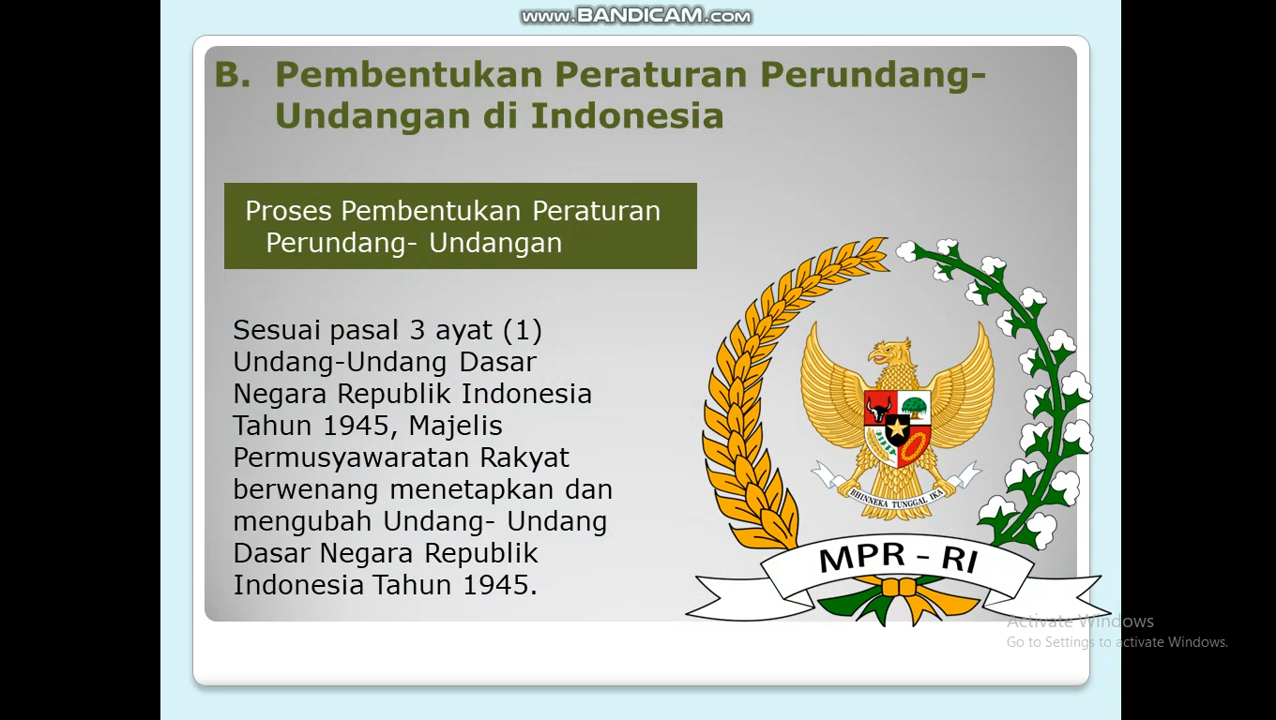 www.BANDICAM.com
B. Pembentukan Peraturan Perundang-
Undangan di Indonesia
Proses Pembentukan Peraturan
Perundang- Undangan
Sesuai pasal 3 ayat (1)
Undang-Undang Dasar
Negara Republik Indonesia
Tahun 1945, Majelis
Permusyawaratan Rakyat
berwenang menetapkan dan
mengubah Undang- Undang
Dasar Negara Republik
Indonesia Tahun 1945.
BHINNEKA TUNGGAL IKA
MPR - RI
Activate Windows
Go to Settings to activate Windows.